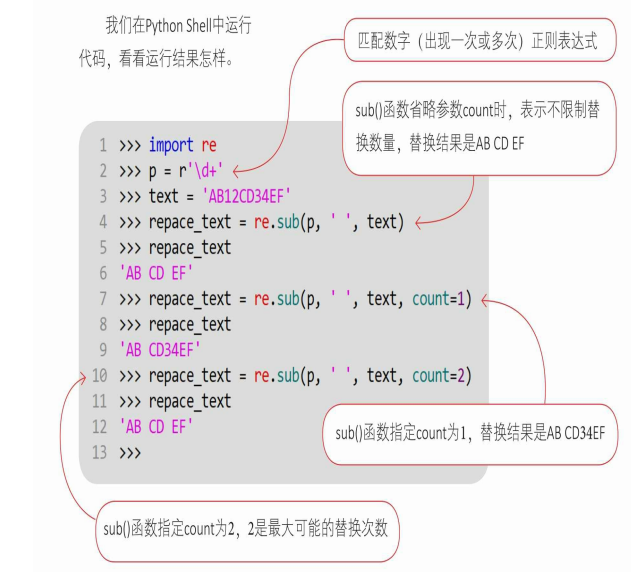 我们在Python Shell中运行
代码，看看运行结果怎样。
匹配数字（出现一次或多次）正则表达式
sub()函数省略参数count时，表示不限制替
换数量，替换结果是AB CD EF
1 >>> import re
2 >>> p = r'\d+'
3 >>> text = 'AB12CD34EF'
4 >>> repace_text = re.sub(p, ' ', text)
5 >>> repace_text
6 'AB CD EF'
7 >>> repace_text = re.sub(p, ' ', text, count=1)
8 >>> repace_text
9 'AB CD34EF'
10 >>> repace_text = re.sub(p, ' ', text, count=2)
11 >>> repace_text
12 'AB CD EF'
13 >>>
sub()函数指定count为1，替换结果是AB CD34EF
sub()函数指定count为2，2是最大可能的替换次数